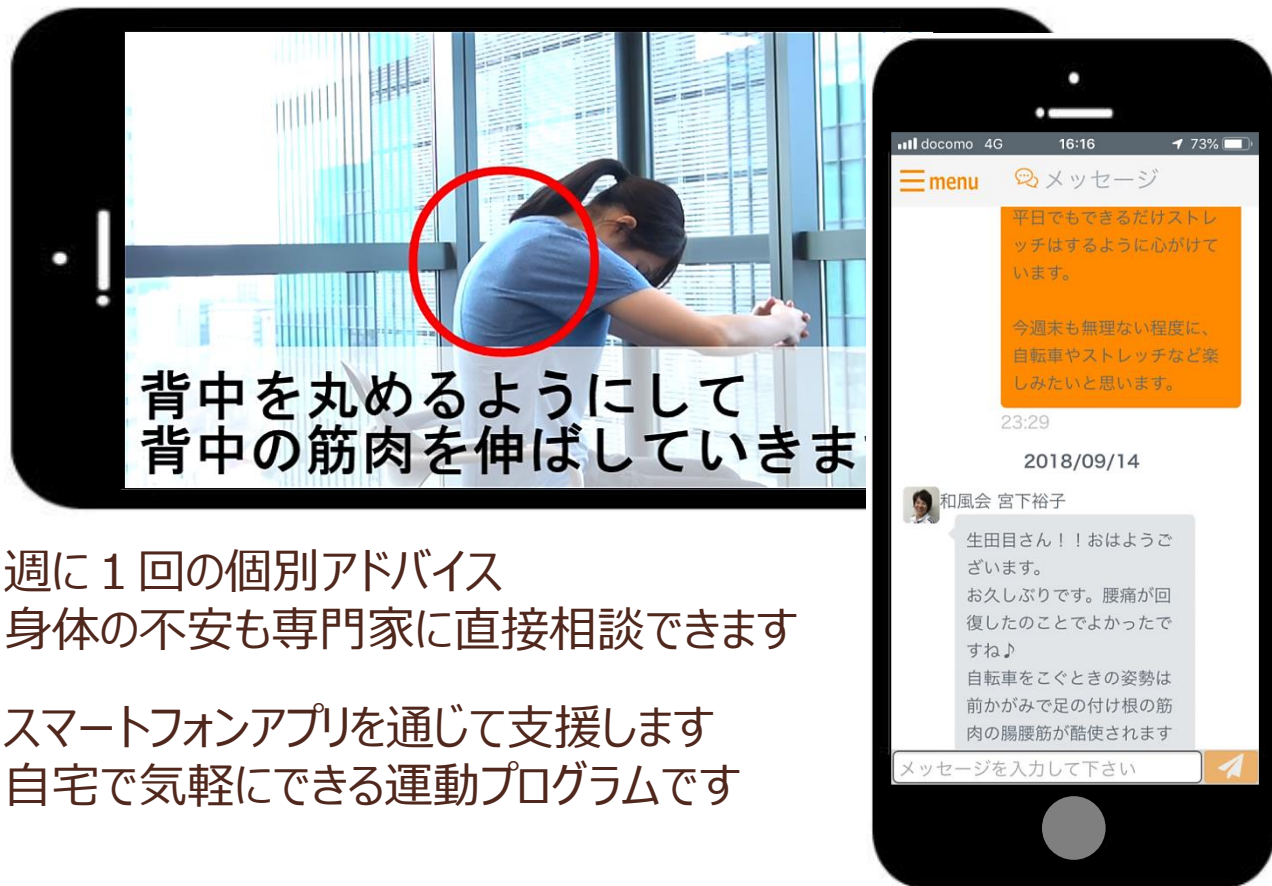 背中を丸めるようにして
背中の筋肉を伸ばしていきま
docomo 4G 16:16 73%
menu メッセージ
平日でもできるだけストレ
ッチはするように心がけて
います。
今週末も無理ない程度に、
自転車やストレッチなど楽
しみたいと思います。
23:29
2018/09/14
和風会 宮下裕子
生田目さん！！おはようご
ざいます。
お久しぶりです。腰痛が回
復したのことでよかったで
すね♪
自転車をこぐときの姿勢は
前かがみで足の付け根の筋
肉の腸腰筋が酷使されます
メッセージを入力して下さい
週に１回の個別アドバイス
身体の不安も専門家に直接相談できます
スマートフォンアプリを通じて支援します
自宅で気軽にできる運動プログラムです